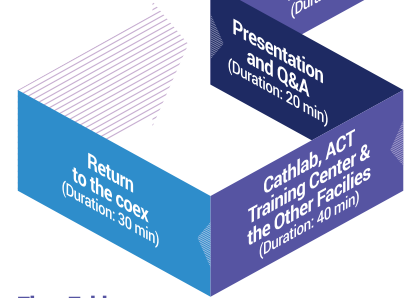 Presentation
and Q&A
(Duration: 20 min)
Cathlab, ACT
Training Center &
the Other Facilies
(Duration: 40 min)
Return
to the coex
(Duration: 30 min)